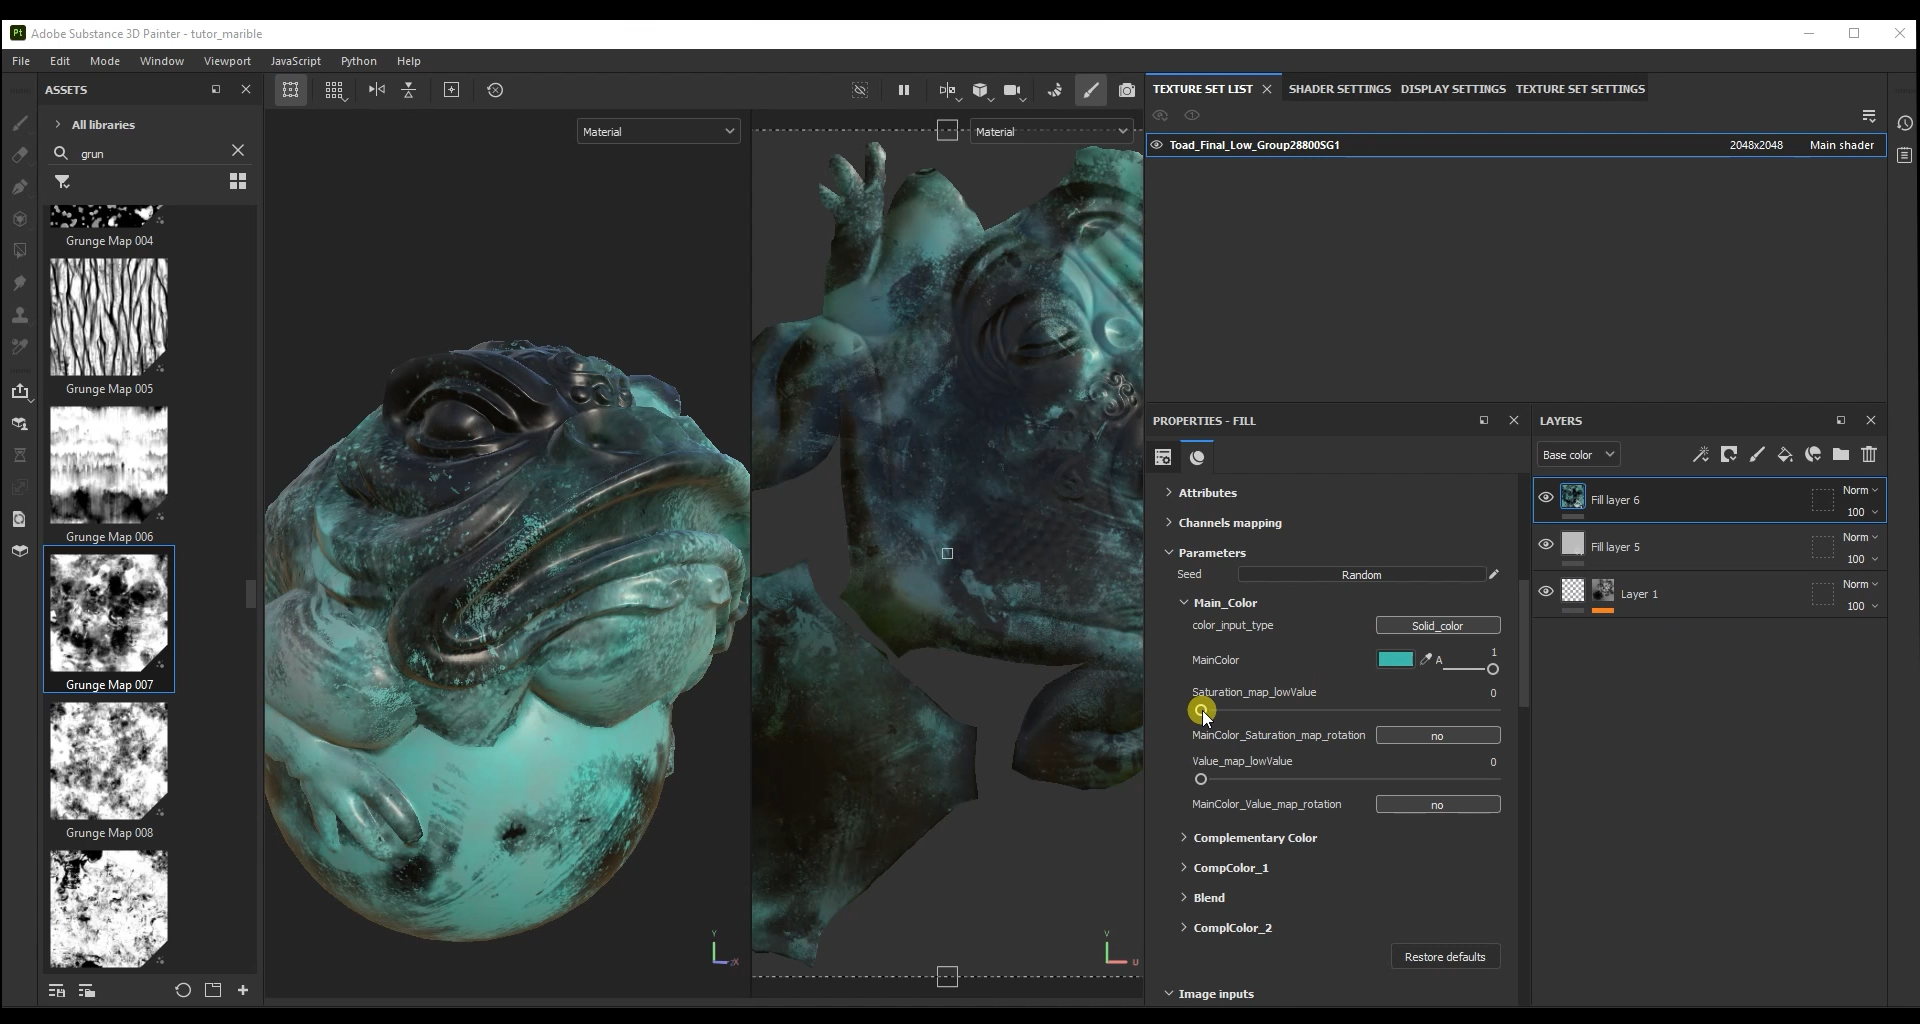 Pt Adobe Substance 3D Painter - tutor_marible
File Edit Mode Window Viewport JavaScript Python Help
ASSETS
All libraries
grun
Grunge Map 004
Grunge Map 005
Grunge Map 006
Grunge Map 007
Grunge Map 008
Material
Material
Y
X
V
U
TEXTURE SET LIST SHADER SETTINGS DISPLAY SETTINGS TEXTURE SET SETTINGS
Toad_Final_Low_Group28800SG1 2048x2048 Main shader
PROPERTIES - FILL
Attributes
Channels mapping
Parameters
Seed Random
Main_Color
color_input_type Solid_color
MainColor A 1
Saturation_map_lowValue 0
MainColor_Saturation_map_rotation no
Value_map_lowValue 0
MainColor_Value_map_rotation no
Complementary Color
CompColor_1
Blend
ComplColor_2
Restore defaults
Image inputs
LAYERS
Base color
Fill layer 6 Norm 100
Fill layer 5 Norm 100
Layer 1 Norm 100